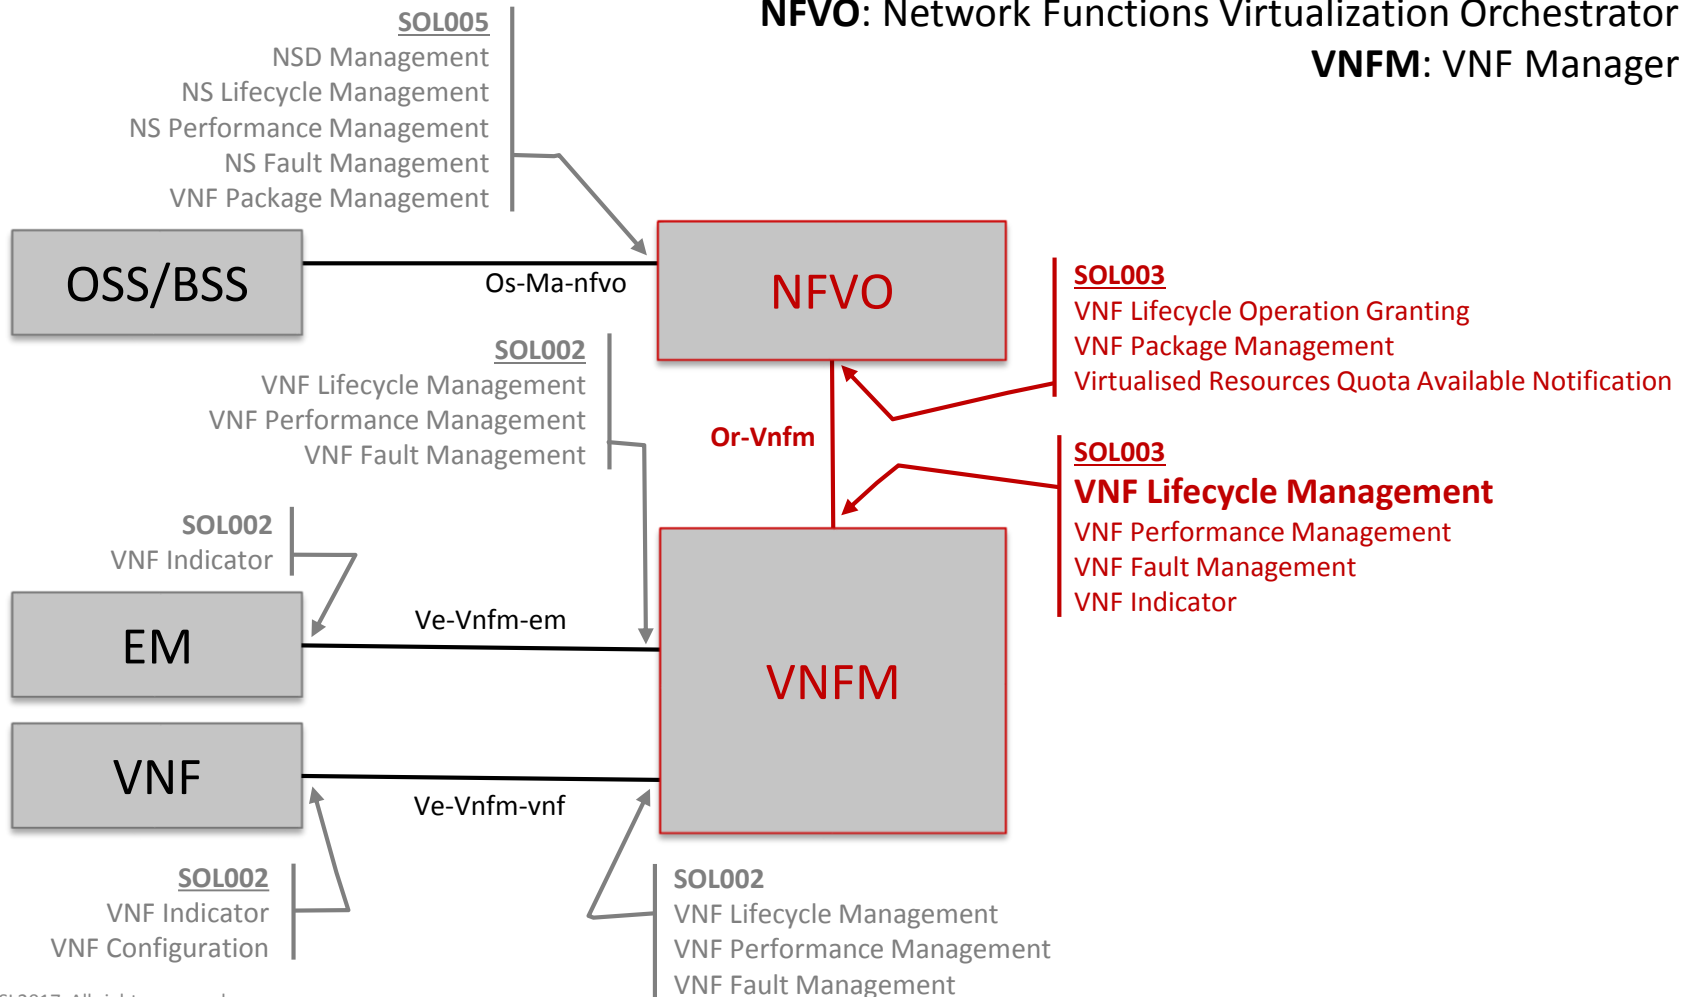 NFVO: Network Functions Virtualization Orchestrator
VNFM: VNF Manager
SOL005
NSD Management
NS Lifecycle Management
NS Performance Management
NS Fault Management
VNF Package Management
OSS/BSS
Os-Ma-nfvo
NFVO
SOL003
VNF Lifecycle Operation Granting
VNF Package Management
Virtualised Resources Quota Available Notification
SOL002
VNF Lifecycle Management
VNF Performance Management
VNF Fault Management
Or-Vnfm
SOL003
VNF Lifecycle Management
VNF Performance Management
VNF Fault Management
VNF Indicator
SOL002
VNF Indicator
EM
Ve-Vnfm-em
VNFM
VNF
Ve-Vnfm-vnf
SOL002
VNF Indicator
VNF Configuration
SOL002
VNF Lifecycle Management
VNF Performance Management
VNF Fault Management